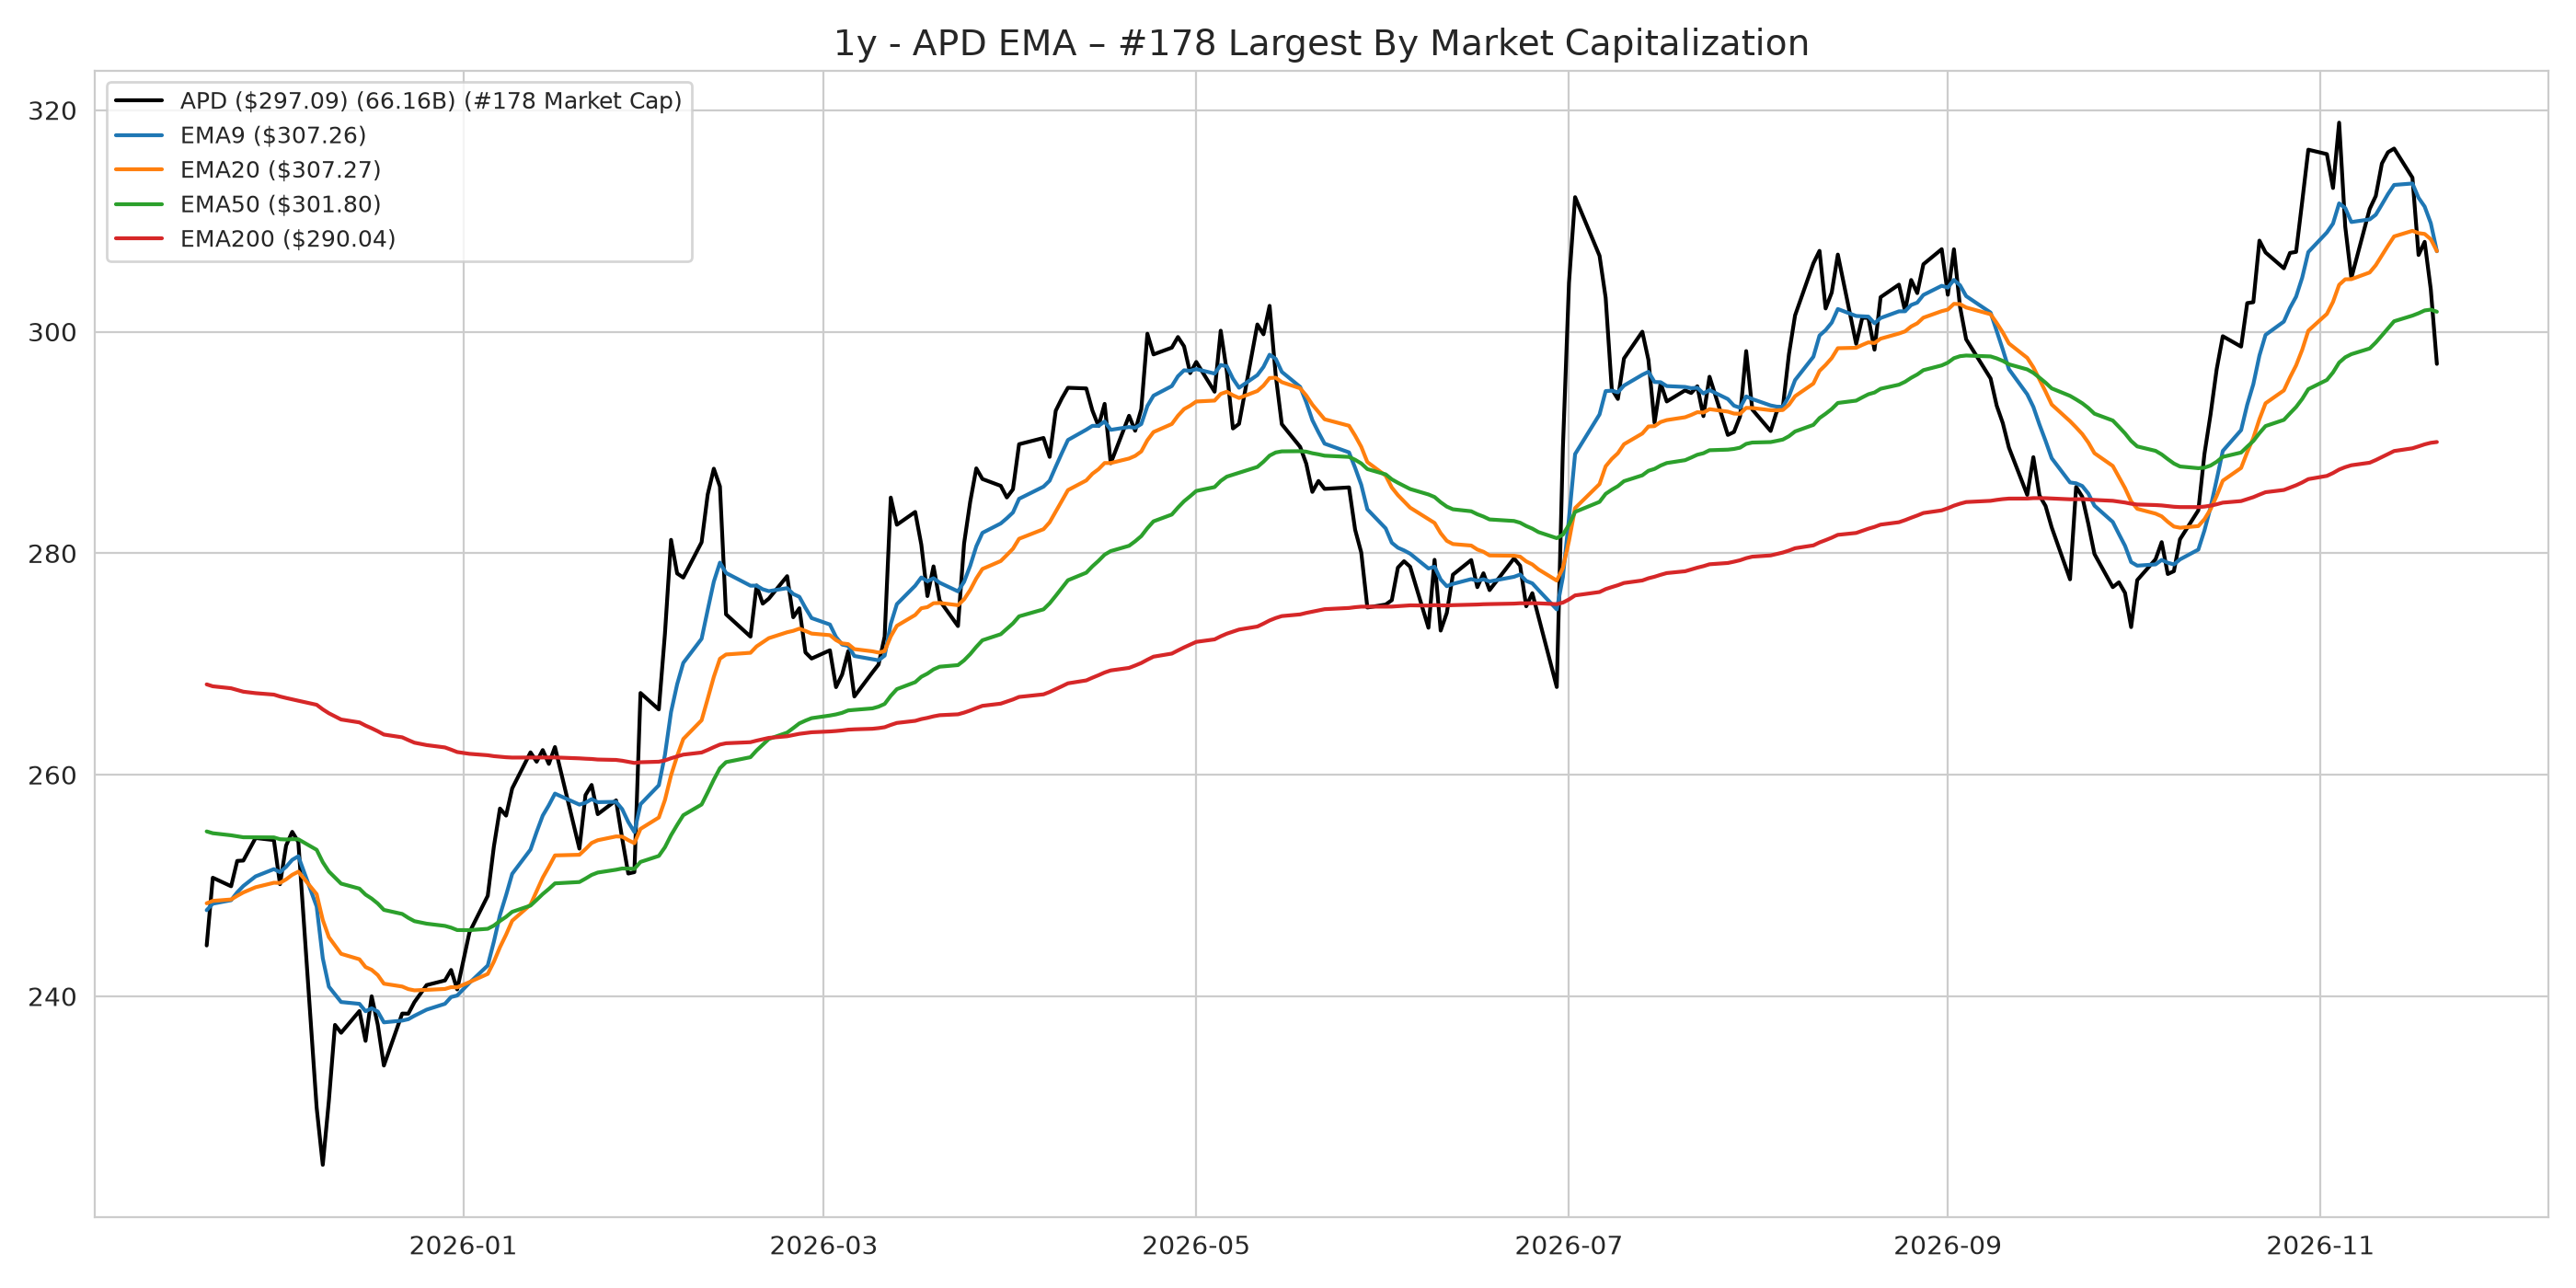 1y - APD EMA – #178 Largest By Market Capitalization
APD ($297.09) (66.16B) (#178 Market Cap)
EMA9 ($307.26)
EMA20 ($307.27)
EMA50 ($301.80)
EMA200 ($290.04)
320
300
280
260
240
2026-01
2026-03
2026-05
2026-07
2026-09
2026-11